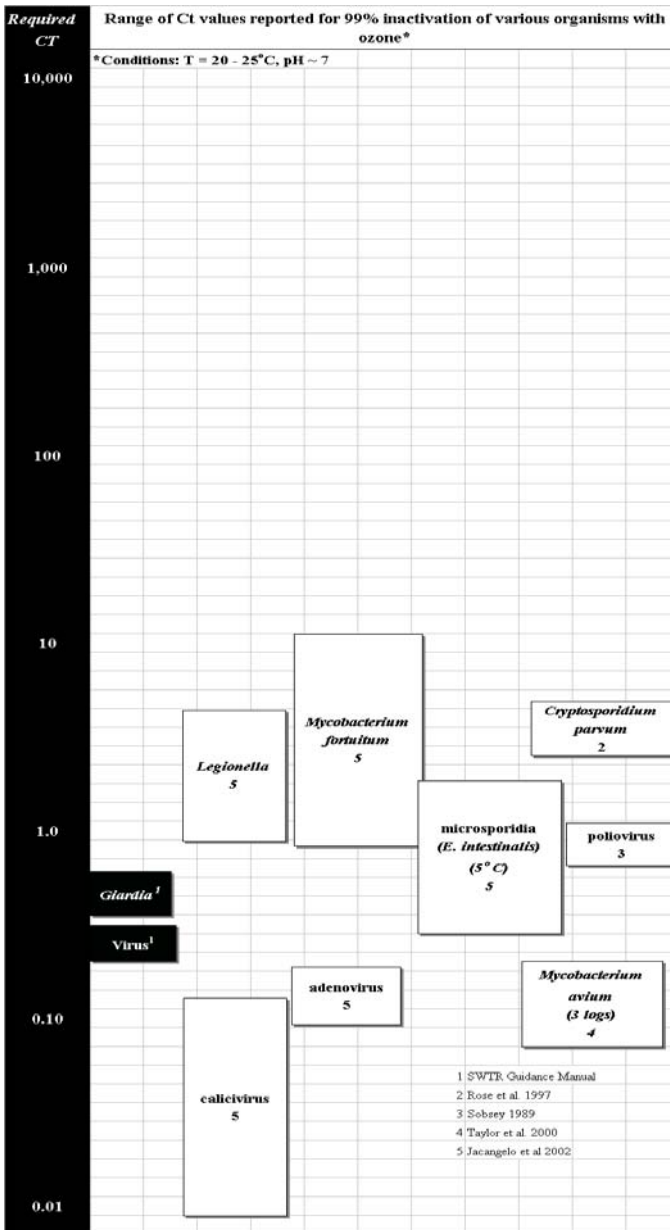 Required
CT
Range of Ct values reported for 99% inactivation of various organisms with
ozone*
*Conditions: T = 20 - 25°C, pH ~ 7
10,000
1,000
100
10
1.0
0.10
0.01
Mycobacterium
fortuitum
5
Legionella
5
Cryptosporidium
parvum
2
microsporidia
(E. intestinalis)
(5° C)
5
poliovirus
3
Giardia¹
Virus¹
adenovirus
5
Mycobacterium
avium
(3 logs)
4
calicivirus
5
1 SWTR Guidance Manual
2 Rose et al. 1997
3 Sobsey 1989
4 Taylor et al. 2000
5 Jacangelo et al 2002